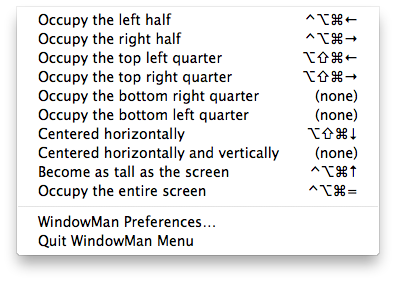 Occupy the left half ^⌥⌘←
Occupy the right half ^⌥⌘→
Occupy the top left quarter ⌥⇧⌘←
Occupy the top right quarter ⌥⇧⌘→
Occupy the bottom right quarter (none)
Occupy the bottom left quarter (none)
Centered horizontally ⌥⇧⌘↓
Centered horizontally and vertically (none)
Become as tall as the screen ^⌥⌘↑
Occupy the entire screen ^⌥⌘=
WindowMan Preferences…
Quit WindowMan Menu